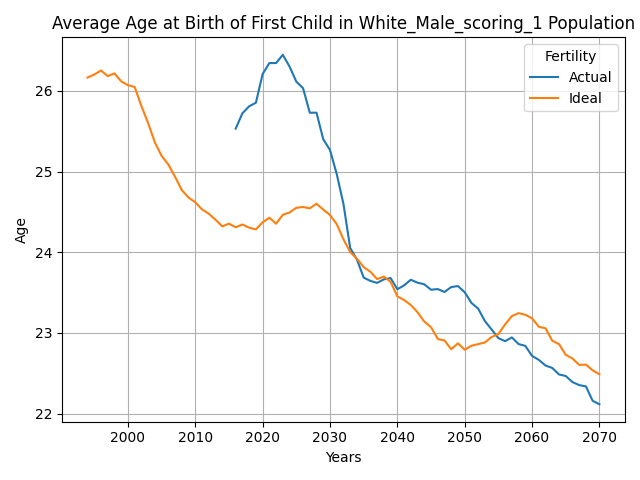 Average Age at Birth of First Child in White_Male_scoring_1 Population
Fertility
Actual
Ideal
Age
26
25
24
23
22
2000 2010 2020 2030 2040 2050 2060 2070
Years